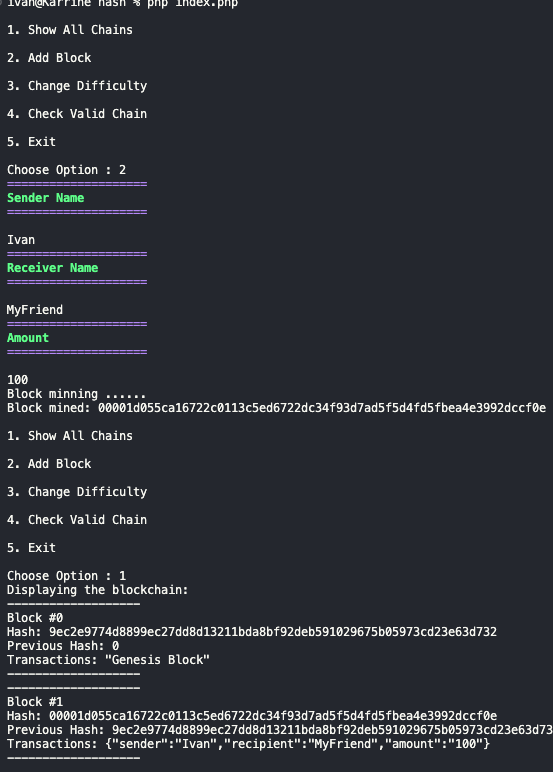 ivan@Karrine hash % php index.php
1. Show All Chains
2. Add Block
3. Change Difficulty
4. Check Valid Chain
5. Exit
Choose Option : 2
====================
Sender Name
====================
Ivan
====================
Receiver Name
====================
MyFriend
====================
Amount
====================
100
Block minning ......
Block mined: 00001d055ca16722c0113c5ed6722dc34f93d7ad5f5d4fd5fbea4e3992dccf0e
1. Show All Chains
2. Add Block
3. Change Difficulty
4. Check Valid Chain
5. Exit
Choose Option : 1
Displaying the blockchain:
-------------------
Block #0
Hash: 9ec2e9774d8899ec27dd8d13211bda8bf92deb591029675b05973cd23e63d732
Previous Hash: 0
Transactions: "Genesis Block"
-------------------
-------------------
Block #1
Hash: 00001d055ca16722c0113c5ed6722dc34f93d7ad5f5d4fd5fbea4e3992dccf0e
Previous Hash: 9ec2e9774d8899ec27dd8d13211bda8bf92deb591029675b05973cd23e63d73
Transactions: {"sender":"Ivan","recipient":"MyFriend","amount":"100"}
-------------------